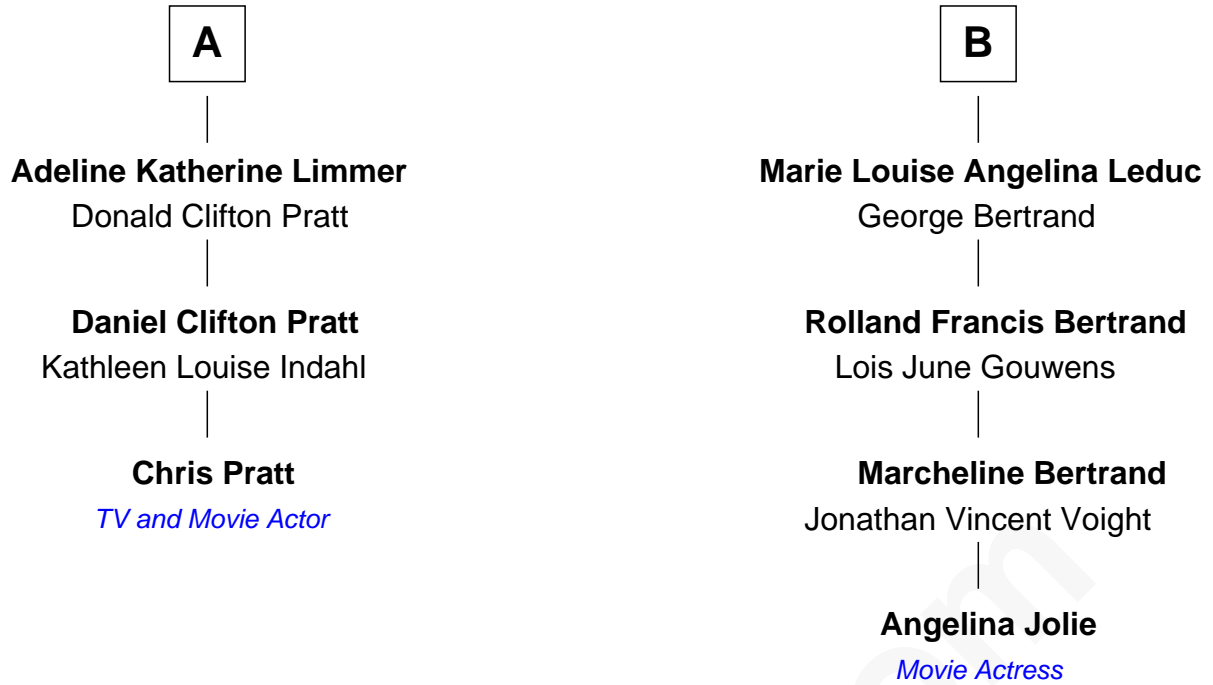 A
Adeline Katherine Limmer
Donald Clifton Pratt
Daniel Clifton Pratt
Kathleen Louise Indahl
Chris Pratt
TV and Movie Actor
B
Marie Louise Angelina Leduc
George Bertrand
Rolland Francis Bertrand
Lois June Gouwens
Marcheline Bertrand
Jonathan Vincent Voight
Angelina Jolie
Movie Actress
om